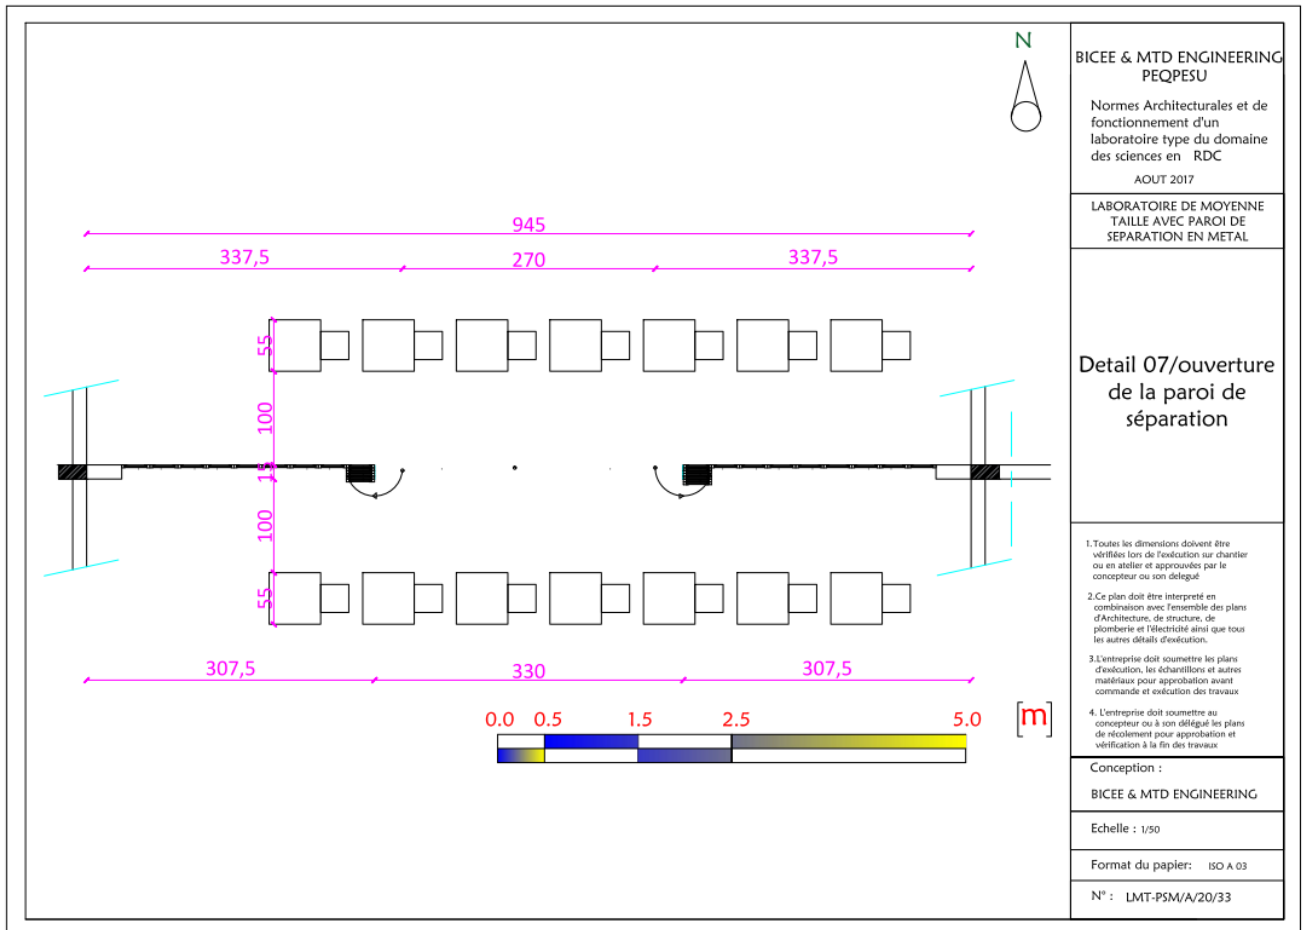 N
945
337,5
270
337,5
55
100
15
100
55
307,5
330
307,5
0.0 0.5 1.5 2.5 5.0 [m]
BICEE & MTD ENGINEERING
PEQPESU
Normes Architecturales et de
fonctionnement d'un
laboratoire type du domaine
des sciences en RDC
AOUT 2017
LABORATOIRE DE MOYENNE
TAILLE AVEC PAROI DE
SEPARATION EN METAL
Detail 07/ouverture
de la paroi de
séparation
1.Toutes les dimensions doivent être
vérifiées lors de l'exécution sur chantier
ou en atelier et approuvées par le
concepteur ou son delegué
2.Ce plan doit être interpreté en
combinaison avec l'ensemble des plans
d'Architecture, de structure, de
plomberie et l'électricité ainsi que tous
les autres détails d'exécution.
3.L'entreprise doit soumettre les plans
d'exécution, les échantillons et autres
matériaux pour approbation avant
commande et exécution des travaux
4. L'entreprise doit soumettre au
concepteur ou à son délégué les plans
de récolement pour approbation et
vérification à la fin des travaux
Conception :
BICEE & MTD ENGINEERING
Echelle : 1/50
Format du papier: ISO A 03
N° : LMT-PSM/A/20/33